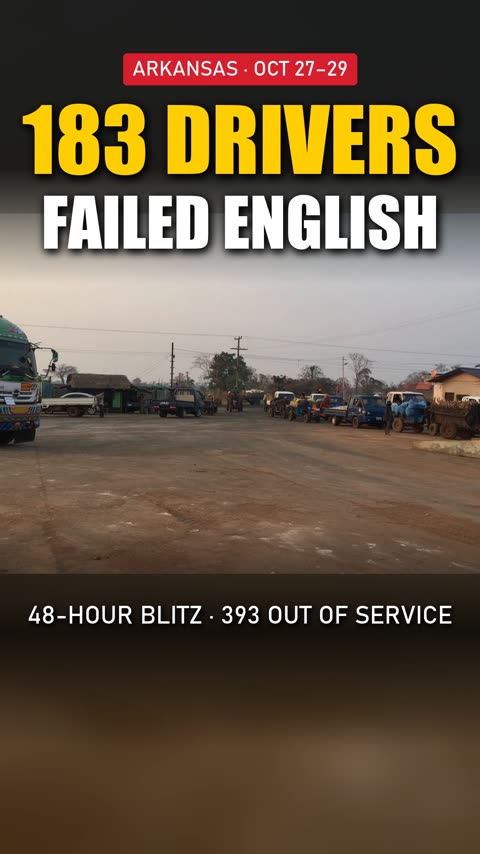 ARKANSAS · OCT 27–29
183 DRIVERS
FAILED ENGLISH
48-HOUR BLITZ · 393 OUT OF SERVICE